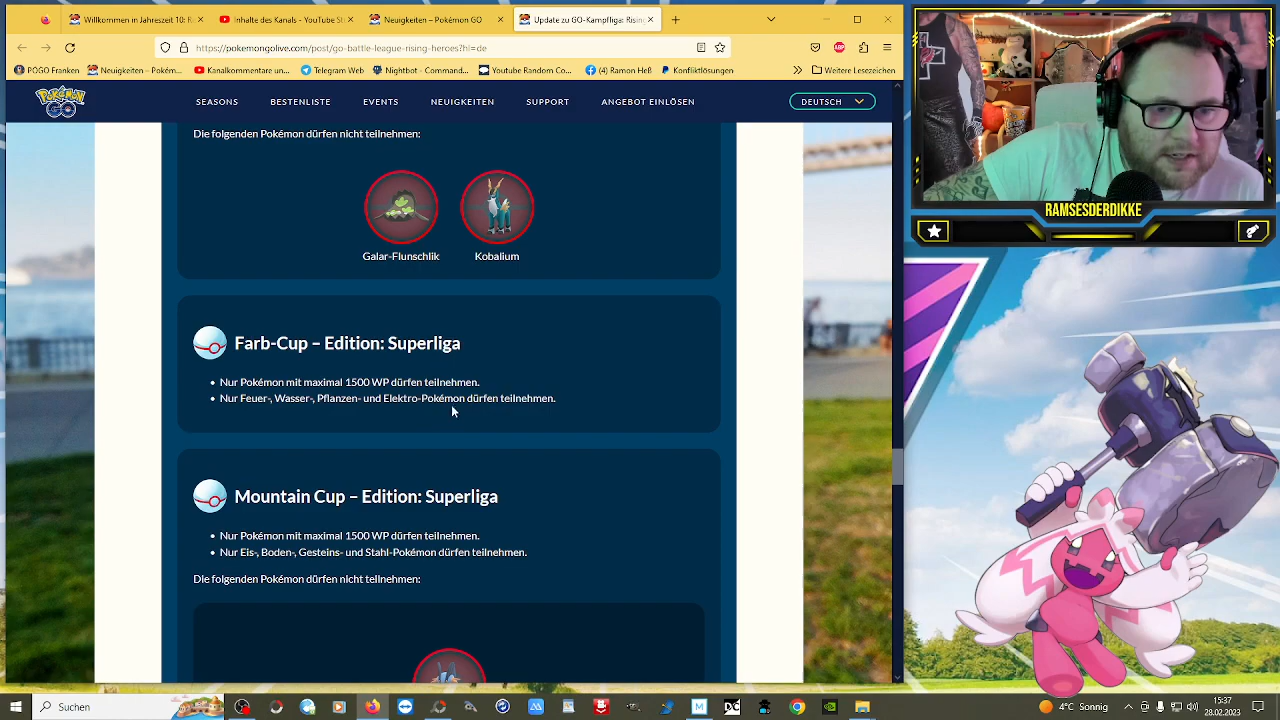 Willkommen in Jahreszeit 10: R
Inhalte des Kanals - YouTube St
Neuigkeiten – Pokémon GO
Update zu GO-Kampfliga: Rising
https://pokemongolive.com/post/go-battle-league-rising-heroes?hl=de
POGO Franken
Neuigkeiten – Pokém...
Kanalkommentare un...
Telegram Web
Nightbot - Comman...
YouTube Random Co...
(4) Ramon Heß
Konfliktlösungen
Weitere Lesezeichen
POKÉMON GO
SEASONS
BESTENLISTE
EVENTS
NEUIGKEITEN
SUPPORT
ANGEBOT EINLÖSEN
DEUTSCH
Die folgenden Pokémon dürfen nicht teilnehmen:
Galar-Flunschlik
Kobalium
Farb-Cup – Edition: Superliga
• Nur Pokémon mit maximal 1500 WP dürfen teilnehmen.
• Nur Feuer-, Wasser-, Pflanzen- und Elektro-Pokémon dürfen teilnehmen.
Mountain Cup – Edition: Superliga
• Nur Pokémon mit maximal 1500 WP dürfen teilnehmen.
• Nur Eis-, Boden-, Gesteins- und Stahl-Pokémon dürfen teilnehmen.
Die folgenden Pokémon dürfen nicht teilnehmen:
RAMSESDERDIKKE
Suchen
4°C Sonnig
15:37
28.02.2023